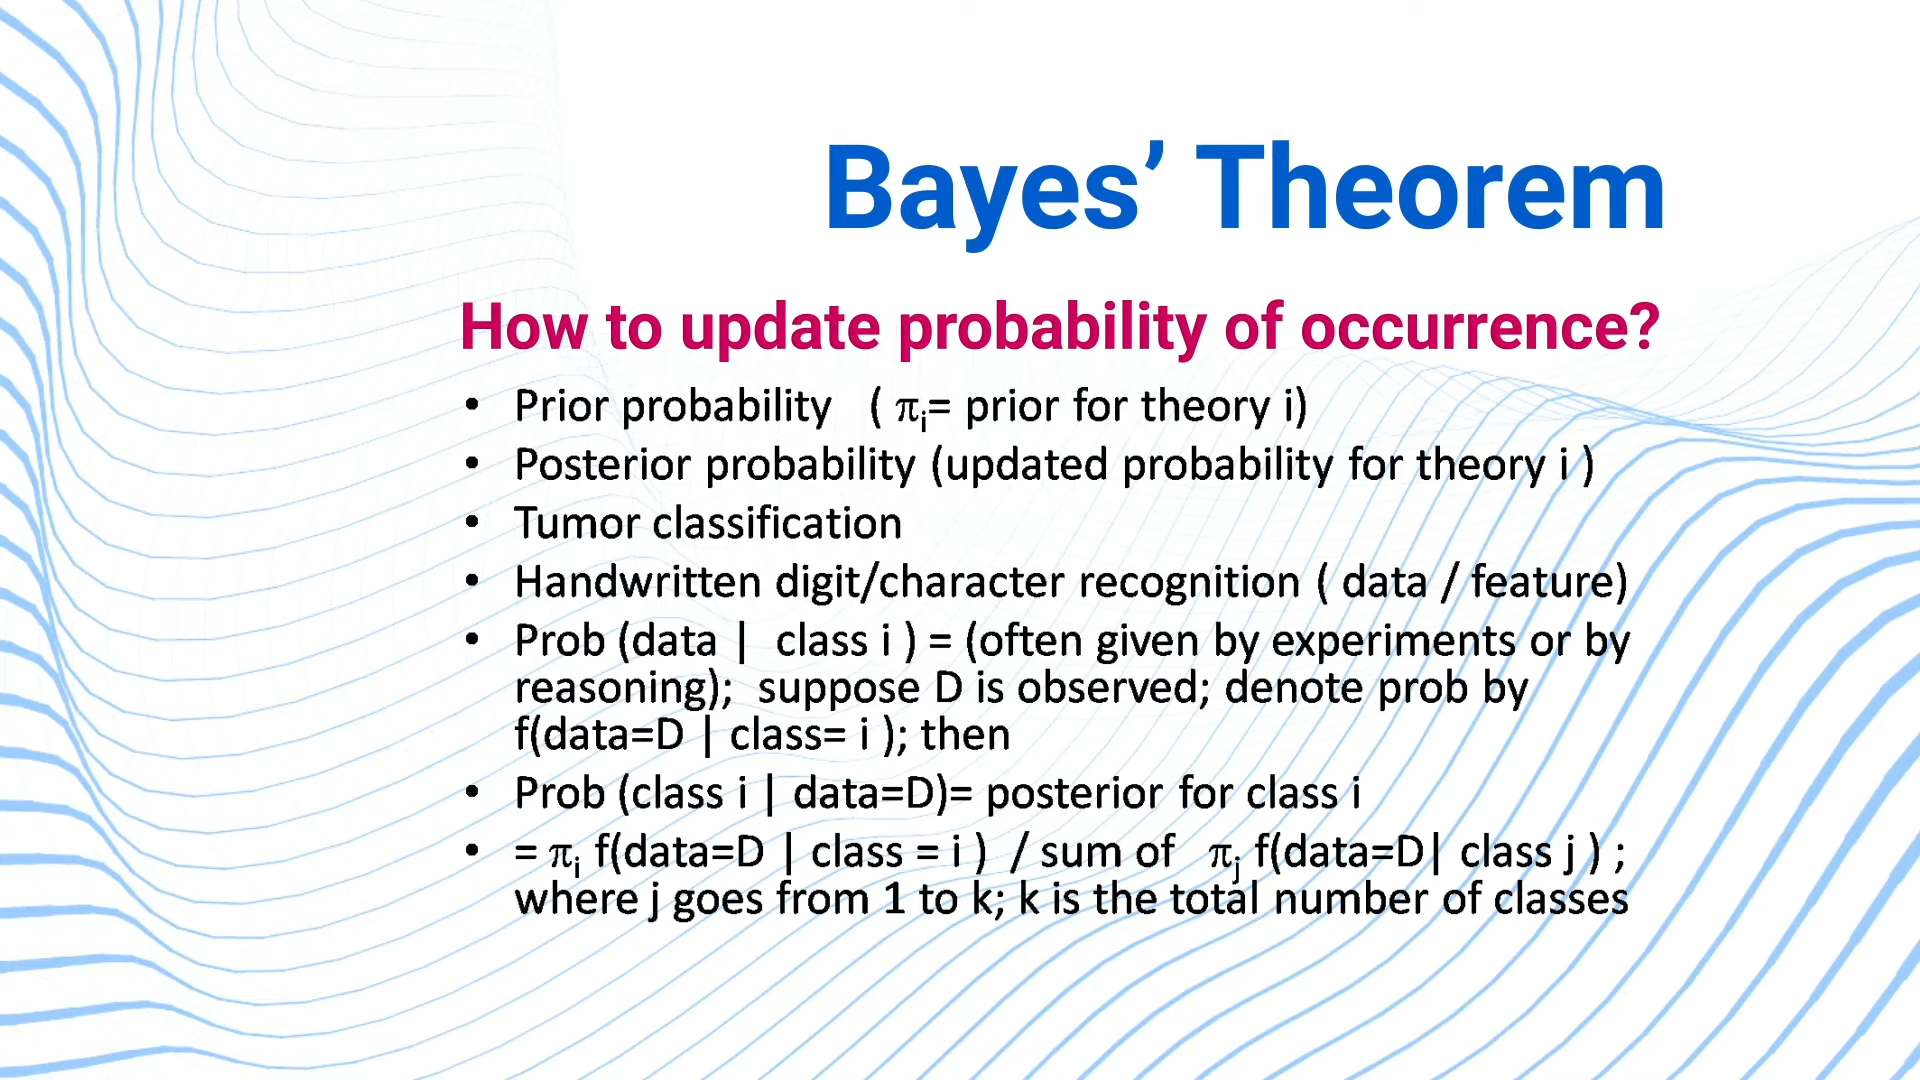 Bayes’ Theorem
How to update probability of occurrence?
• Prior probability ( πi= prior for theory i)
• Posterior probability (updated probability for theory i )
• Tumor classification
• Handwritten digit/character recognition ( data / feature)
• Prob (data | class i ) = (often given by experiments or by
reasoning); suppose D is observed; denote prob by
f(data=D | class= i ); then
• Prob (class i | data=D)= posterior for class i
• = πi f(data=D | class = i ) / sum of πj f(data=D| class j ) ;
where j goes from 1 to k; k is the total number of classes